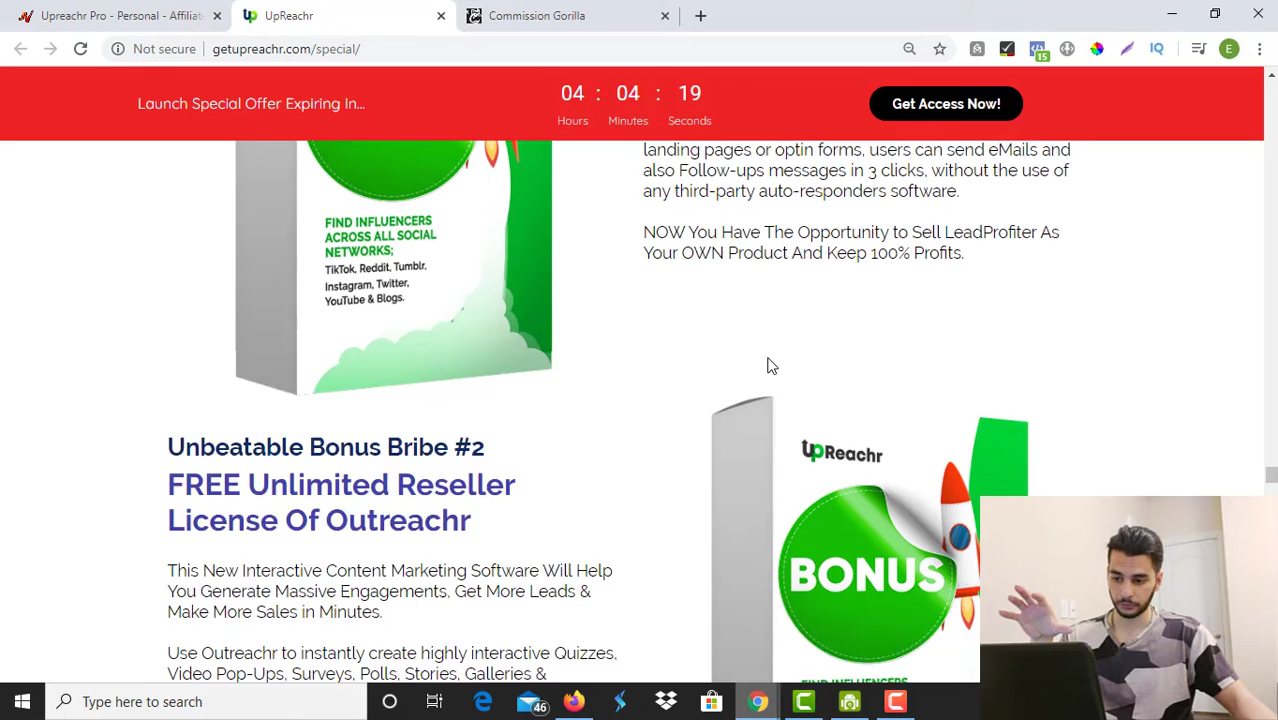 Upreachr Pro - Personal - Affiliate
UpReachr
Commission Gorilla
Not secure
getupreachr.com/special/
15
E
Launch Special Offer Expiring In...
04 : 04 : 19
Hours Minutes Seconds
Get Access Now!
FIND INFLUENCERS
ACROSS ALL SOCIAL
NETWORKS;
TikTok, Reddit, Tumblr,
Instagram, Twitter,
YouTube & Blogs.
landing pages or optin forms, users can send eMails and
also Follow-ups messages in 3 clicks, without the use of
any third-party auto-responders software.
NOW You Have The Opportunity to Sell LeadProfiter As
Your OWN Product And Keep 100% Profits.
Unbeatable Bonus Bribe #2
FREE Unlimited Reseller
License Of Outreachr
This New Interactive Content Marketing Software Will Help
You Generate Massive Engagements, Get More Leads &
Make More Sales in Minutes.
Use Outreachr to instantly create highly interactive Quizzes,
Video Pop-Ups, Surveys, Polls, Stories, Galleries &
upReachr
BONUS
FIND INFLUENCERS
Type here to search
46